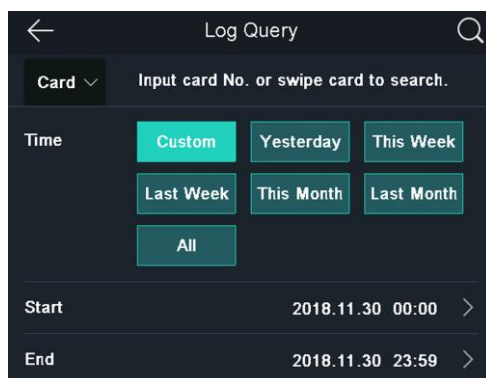 Log Query
Card Input card No. or swipe card to search.
Time Custom Yesterday This Week
Last Week This Month Last Month
All
Start 2018.11.30 00:00
End 2018.11.30 23:59